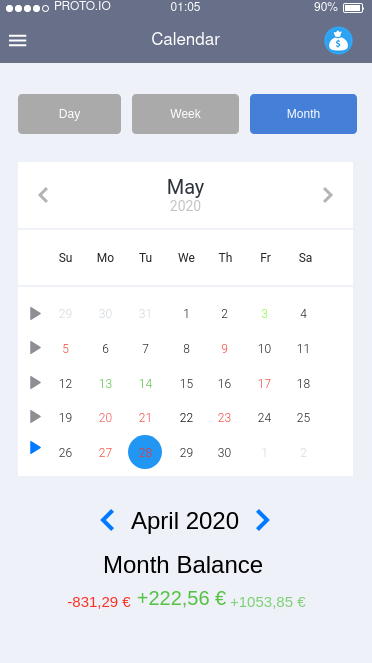 PROTO.IO 01:05 90%
Calendar
$
Day Week Month
May
2020
Su Mo Tu We Th Fr Sa
29 30 31 1 2 3 4
5 6 7 8 9 10 11
12 13 14 15 16 17 18
19 20 21 22 23 24 25
26 27 28 29 30 1 2
April 2020
Month Balance
-831,29 € +222,56 € +1053,85 €